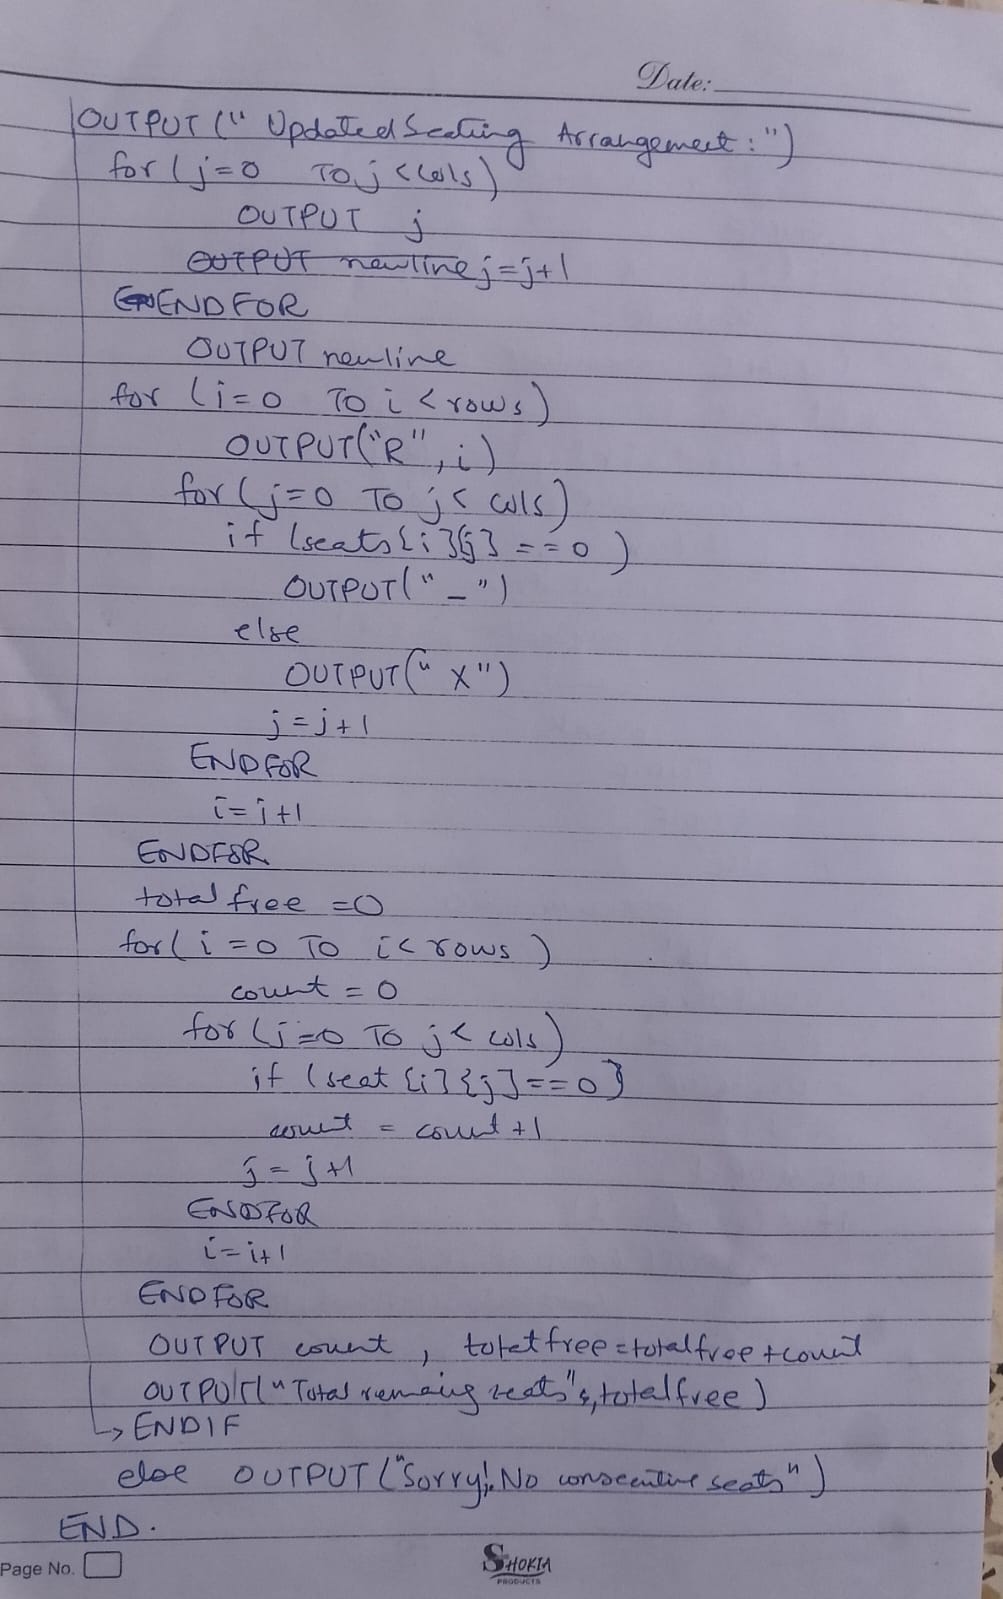 Date:
OUTPUT (" Updated Seating Arrangement : ")
for ( j=0 TO j < cols )
OUTPUT j
OUTPUT newline j=j+1
ENDFOR
OUTPUT newline
for ( i=0 TO i < rows )
OUTPUT("R", i)
for ( j=0 TO j < cols )
if (seats{i}{j} ==0 )
OUTPUT(" _ ")
else
OUTPUT(" X")
j = j+1
ENDFOR
i=i+1
ENDFOR
total free =0
for( i =0 TO i< rows )
count = 0
for (j=0 TO j < cols)
if ( seat {i} {j} ==0 }
count = count +1
j = j+1
ENDFOR
i=i+1
ENDFOR
OUTPUT count , totalfree=totalfree+count
OUTPUT(" Total remaing seats", totalfree )
ENDIF
else OUTPUT ("Sorry! No consecutive seats")
END.
Page No.
SHOKIA
PRODUCTS